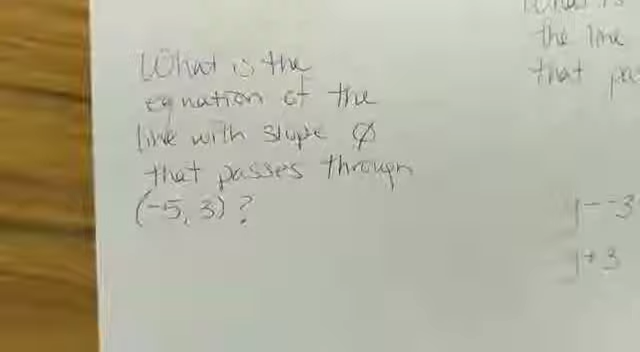 What is the
equation of the
line with slope Ø
that passes through
(-5, 3) ?
the line
that
y--3
y+3